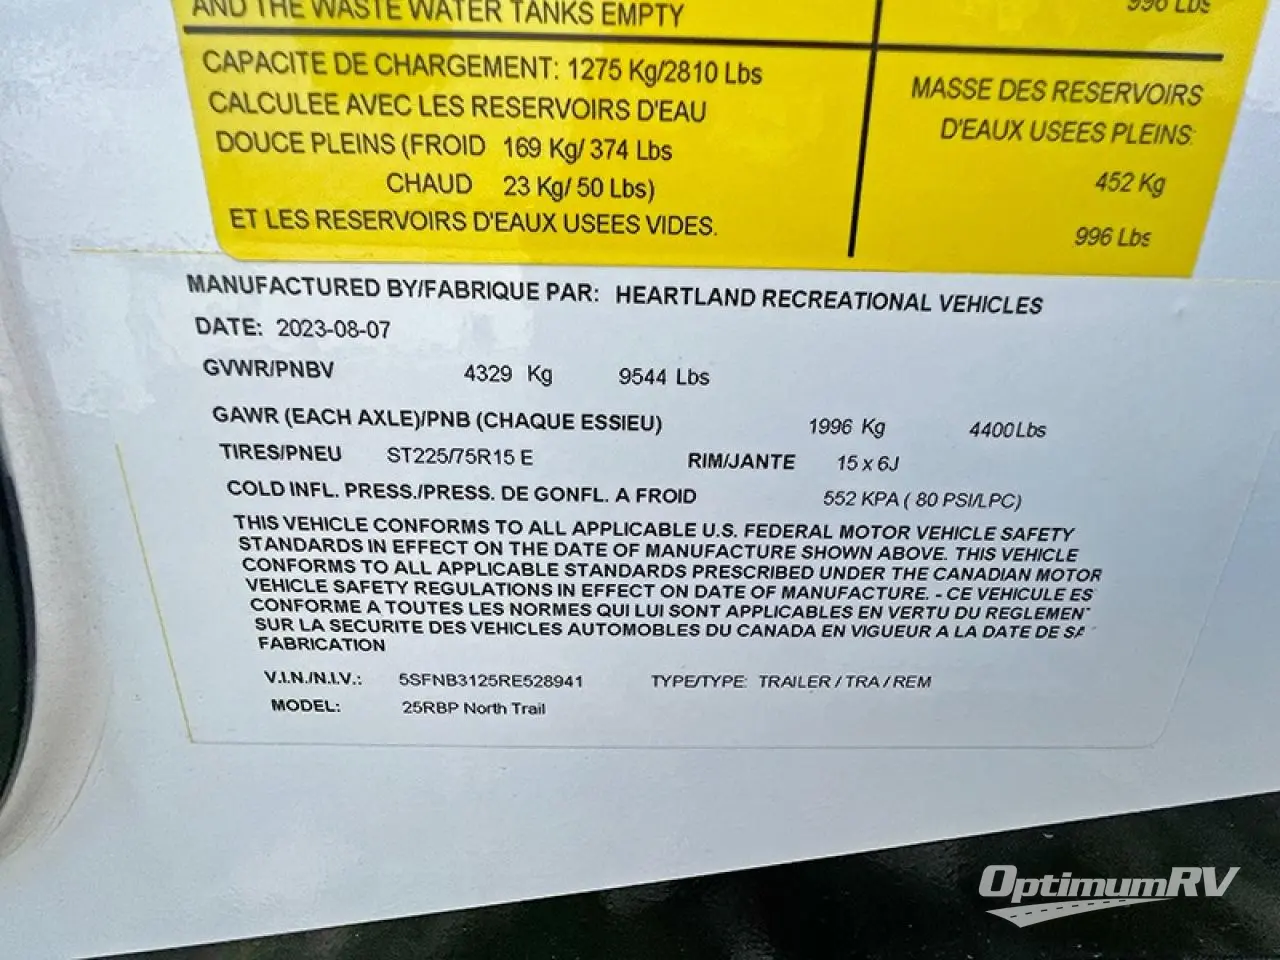 AND THE WASTE WATER TANKS EMPTY
996 Lbs
CAPACITE DE CHARGEMENT: 1275 Kg/2810 Lbs
CALCULEE AVEC LES RESERVOIRS D'EAU
DOUCE PLEINS (FROID 169 Kg/ 374 Lbs
CHAUD 23 Kg/ 50 Lbs)
ET LES RESERVOIRS D'EAUX USEES VIDES.
MASSE DES RESERVOIRS
D'EAUX USEES PLEINS:
452 Kg
996 Lbs
MANUFACTURED BY/FABRIQUE PAR: HEARTLAND RECREATIONAL VEHICLES
DATE: 2023-08-07
GVWR/PNBV 4329 Kg 9544 Lbs
GAWR (EACH AXLE)/PNB (CHAQUE ESSIEU) 1996 Kg 4400Lbs
TIRES/PNEU ST225/75R15 E RIM/JANTE 15 x 6J
COLD INFL. PRESS./PRESS. DE GONFL. A FROID 552 KPA ( 80 PSI/LPC)
THIS VEHICLE CONFORMS TO ALL APPLICABLE U.S. FEDERAL MOTOR VEHICLE SAFETY
STANDARDS IN EFFECT ON THE DATE OF MANUFACTURE SHOWN ABOVE. THIS VEHICLE
CONFORMS TO ALL APPLICABLE STANDARDS PRESCRIBED UNDER THE CANADIAN MOTOR
VEHICLE SAFETY REGULATIONS IN EFFECT ON DATE OF MANUFACTURE. - CE VEHICULE ES
CONFORME A TOUTES LES NORMES QUI LUI SONT APPLICABLES EN VERTU DU REGLEMEN
SUR LA SECURITE DES VEHICLES AUTOMOBLES DU CANADA EN VIGUEUR A LA DATE DE SA
FABRICATION
V.I.N./N.I.V.: 5SFNB3125RE528941 TYPE/TYPE: TRAILER / TRA / REM
MODEL: 25RBP North Trail
OptimumRV